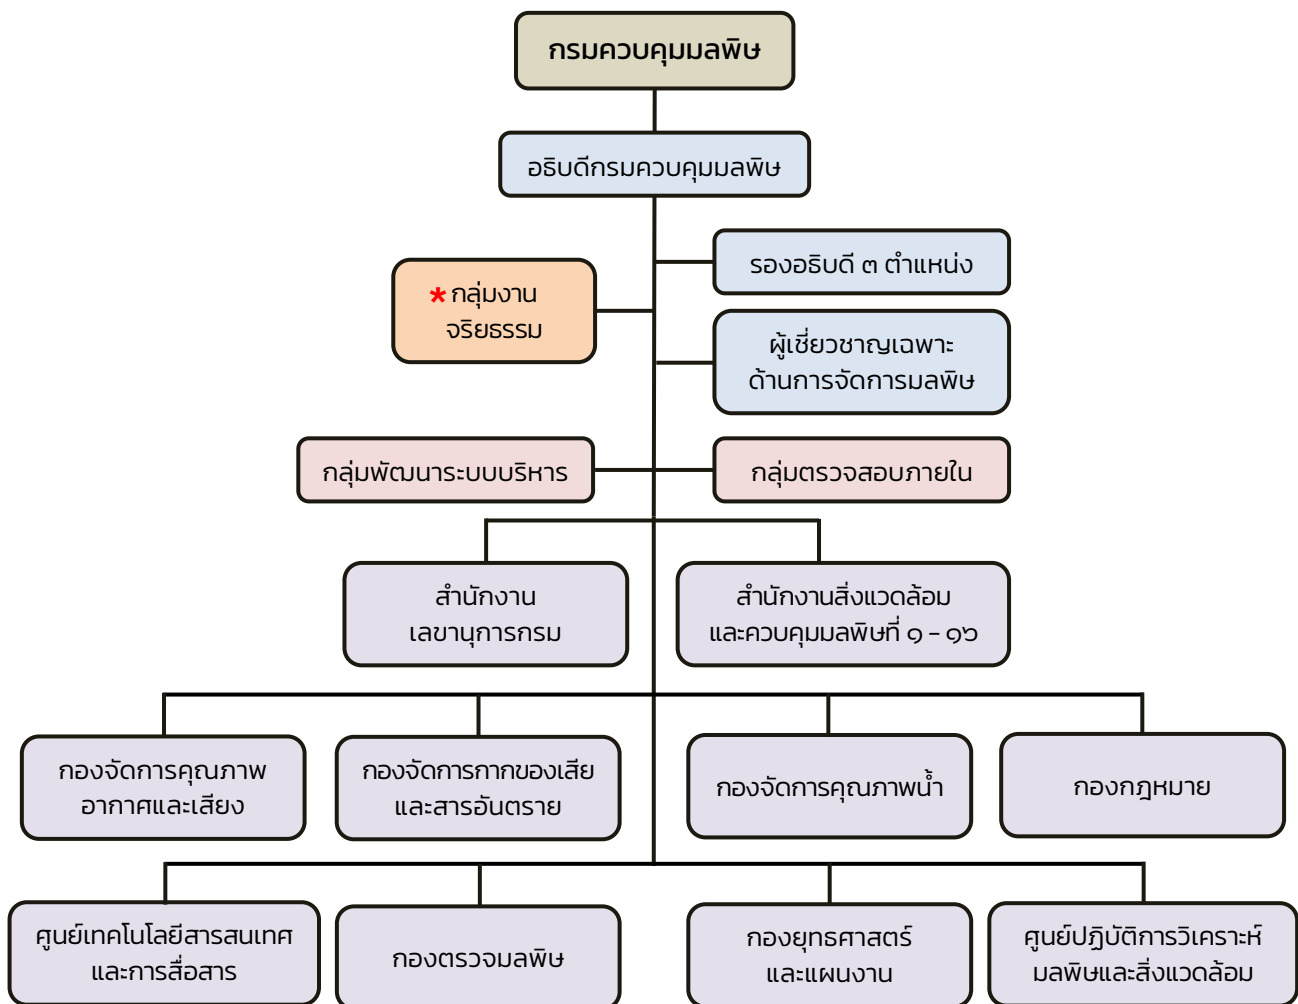 กรมควบคุมมลพิษ
อธิบดีกรมควบคุมมลพิษ
รองอธิบดี ๓ ตำแหน่ง
* กลุ่มงาน
จริยธรรม
ผู้เชี่ยวชาญเฉพาะ
ด้านการจัดการมลพิษ
กลุ่มพัฒนาระบบบริหาร
กลุ่มตรวจสอบภายใน
สำนักงาน
เลขานุการกรม
สำนักงานสิ่งแวดล้อม
และควบคุมมลพิษที่ ๑ - ๑๖
กองจัดการคุณภาพ
อากาศและเสียง
กองจัดการกากของเสีย
และสารอันตราย
กองจัดการคุณภาพน้ำ
กองกฎหมาย
ศูนย์เทคโนโลยีสารสนเทศ
และการสื่อสาร
กองตรวจมลพิษ
กองยุทธศาสตร์
และแผนงาน
ศูนย์ปฏิบัติการวิเคราะห์
มลพิษและสิ่งแวดล้อม